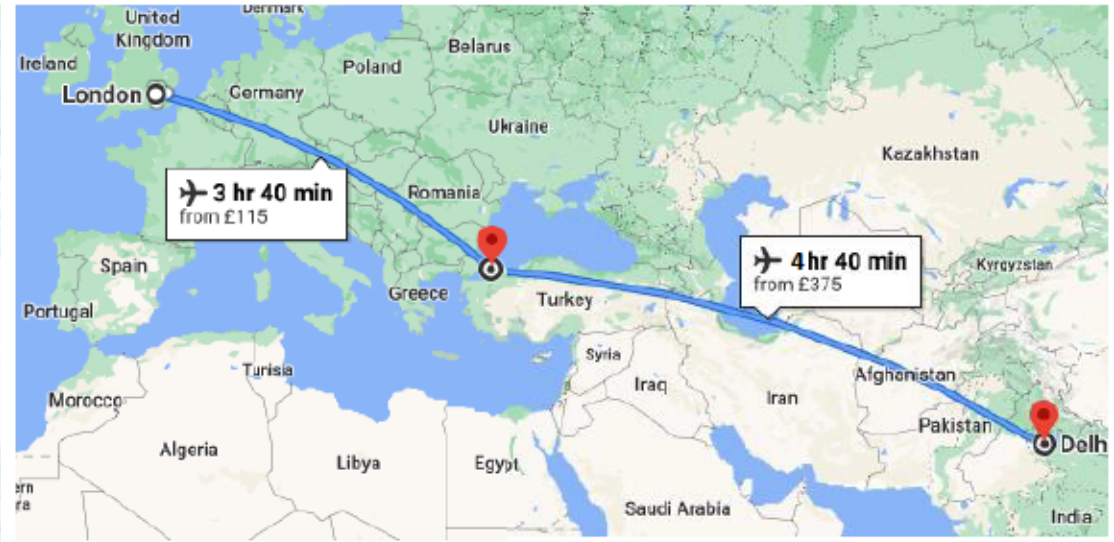 United
Kingdom
Denmark
Ireland
Belarus
Poland
London
Germany
Ukraine
Kazakhstan
3 hr 40 min
from £115
Romania
4 hr 40 min
from £375
Spain
Kyrgyzstan
Greece
Turkey
Portugal
Syria
Tunisia
Afghanistan
Iraq
Iran
Morocco
Pakistan
Algeria
Delh
Libya
Egypt
ern
ra
Saudi Arabia
India